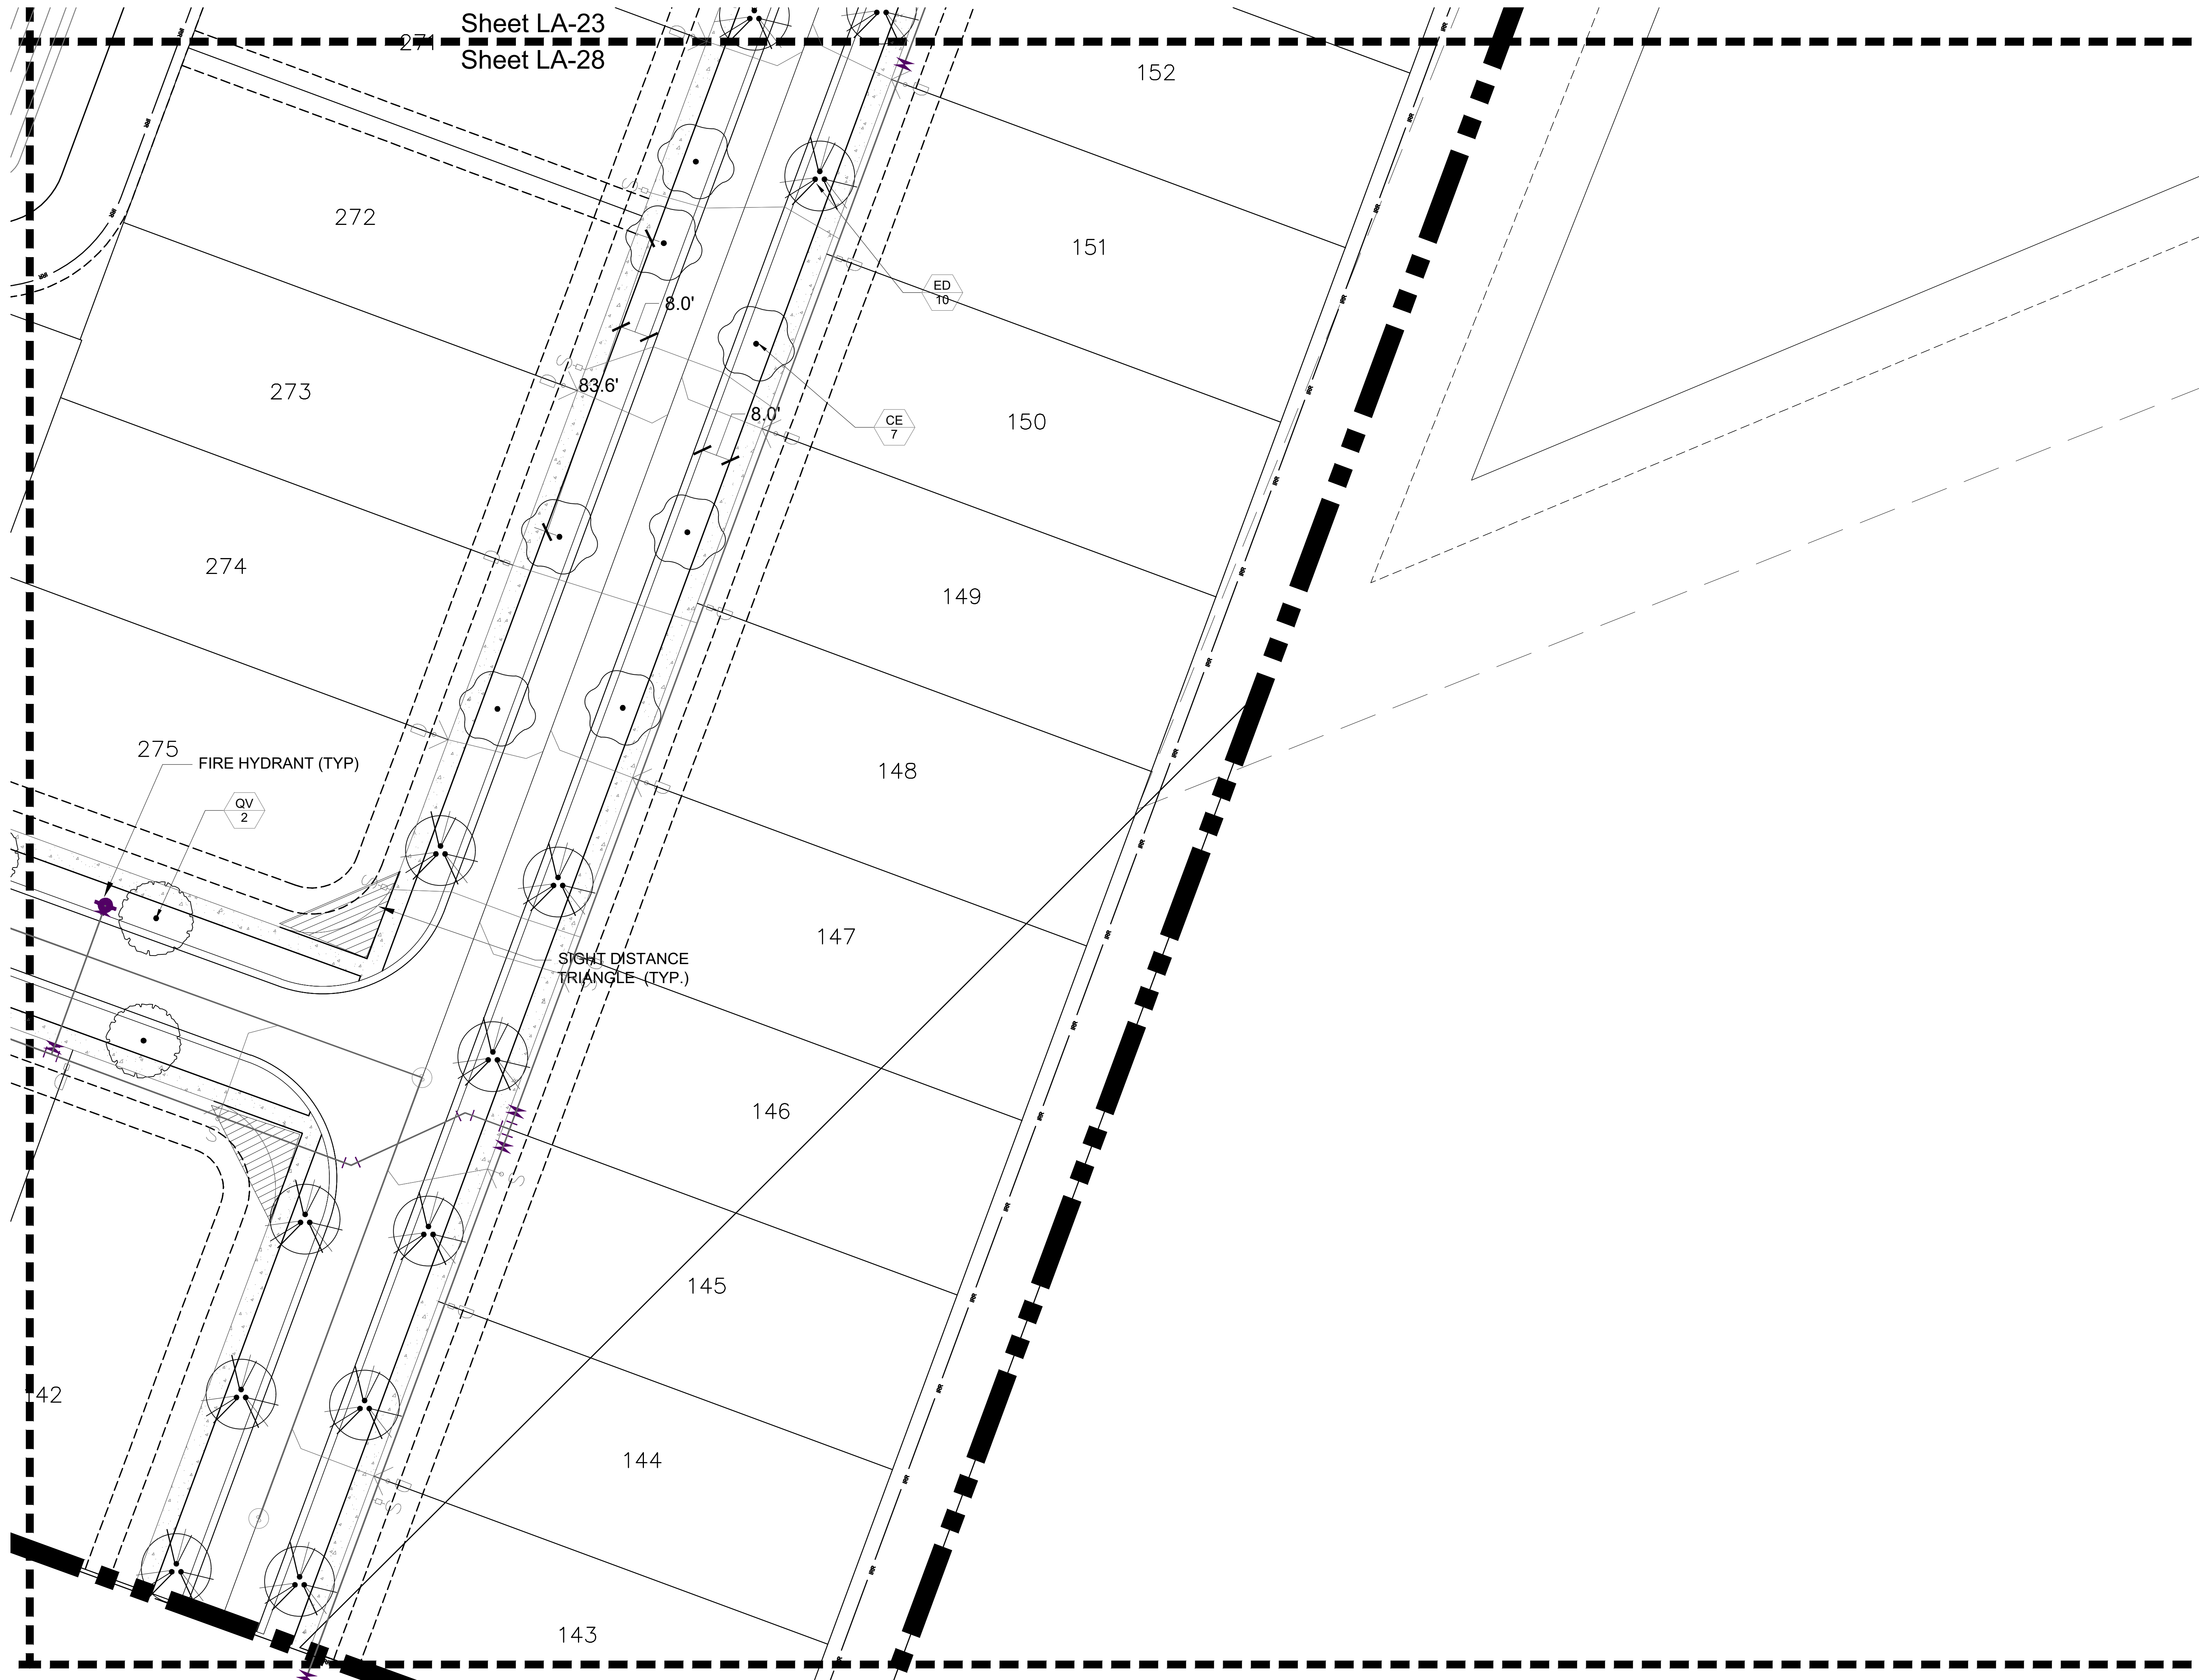 Sheet LA-23
271
Sheet LA-28
152
272
151
ED
10
8.0'
273
83.6'
8.0'
CE
7
150
274
149
275
FIRE HYDRANT (TYP)
148
QV
2
147
SIGHT DISTANCE
TRIANGLE (TYP.)
146
145
142
144
143